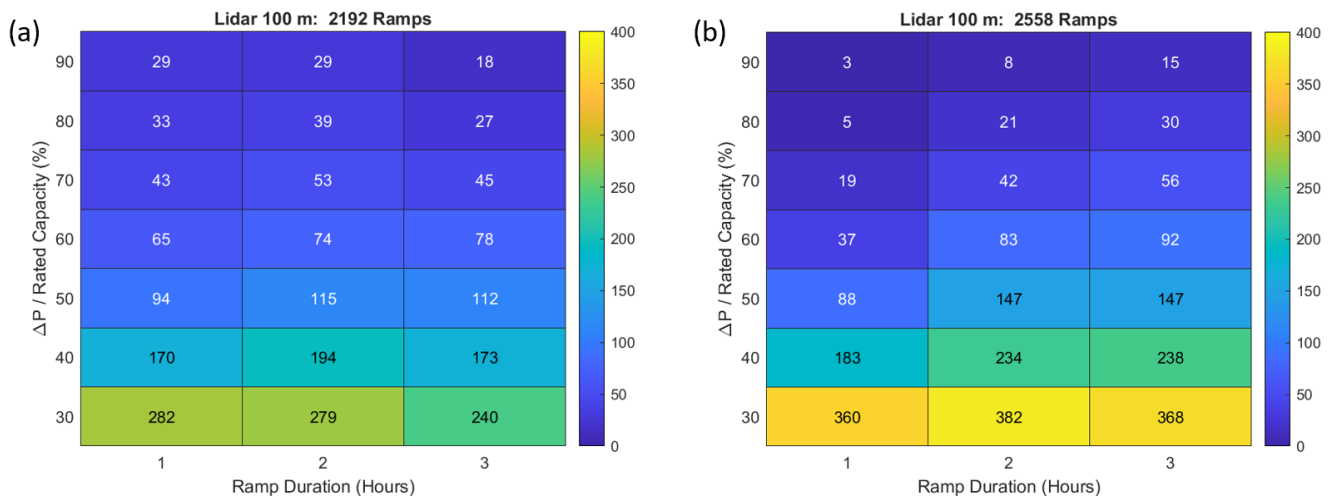 (a)
Lidar 100 m: 2192 Ramps
ΔP / Rated Capacity (%)
90 29 29 18
80 33 39 27
70 43 53 45
60 65 74 78
50 94 115 112
40 170 194 173
30 282 279 240
1 2 3
Ramp Duration (Hours)
400
350
300
250
200
150
100
50
0
(b)
Lidar 100 m: 2558 Ramps
ΔP / Rated Capacity (%)
90 3 8 15
80 5 21 30
70 19 42 56
60 37 83 92
50 88 147 147
40 183 234 238
30 360 382 368
1 2 3
Ramp Duration (Hours)
400
350
300
250
200
150
100
50
0